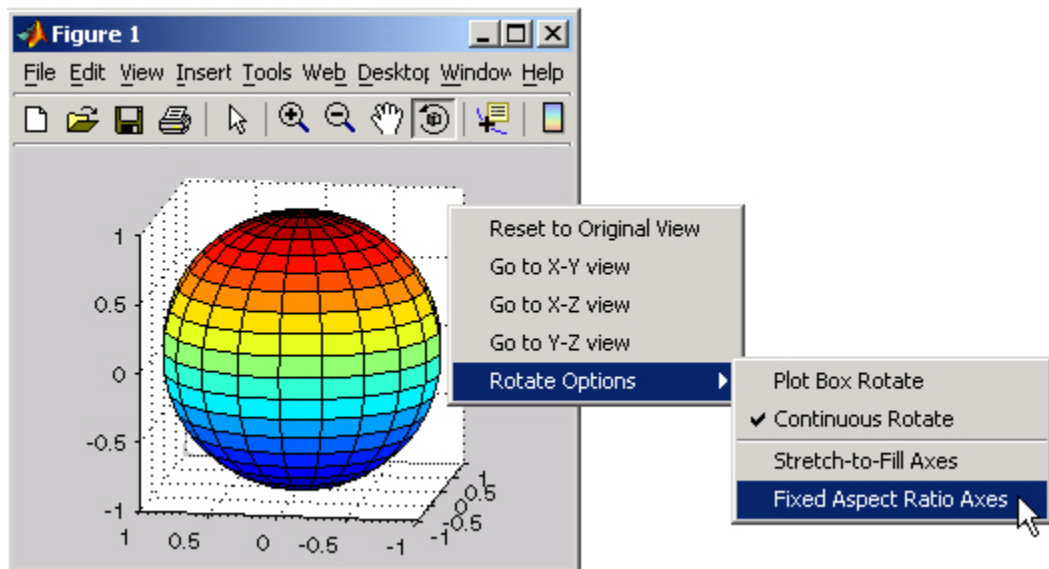 Figure 1
File Edit View Insert Tools Web Desktop Window Help
Reset to Original View
Go to X-Y view
Go to X-Z view
Go to Y-Z view
Rotate Options
Plot Box Rotate
✔ Continuous Rotate
Stretch-to-Fill Axes
Fixed Aspect Ratio Axes
1
0.5
0
-0.5
-1
1 0.5 0 -0.5 -1
-1
-0.5
0
0.5
1